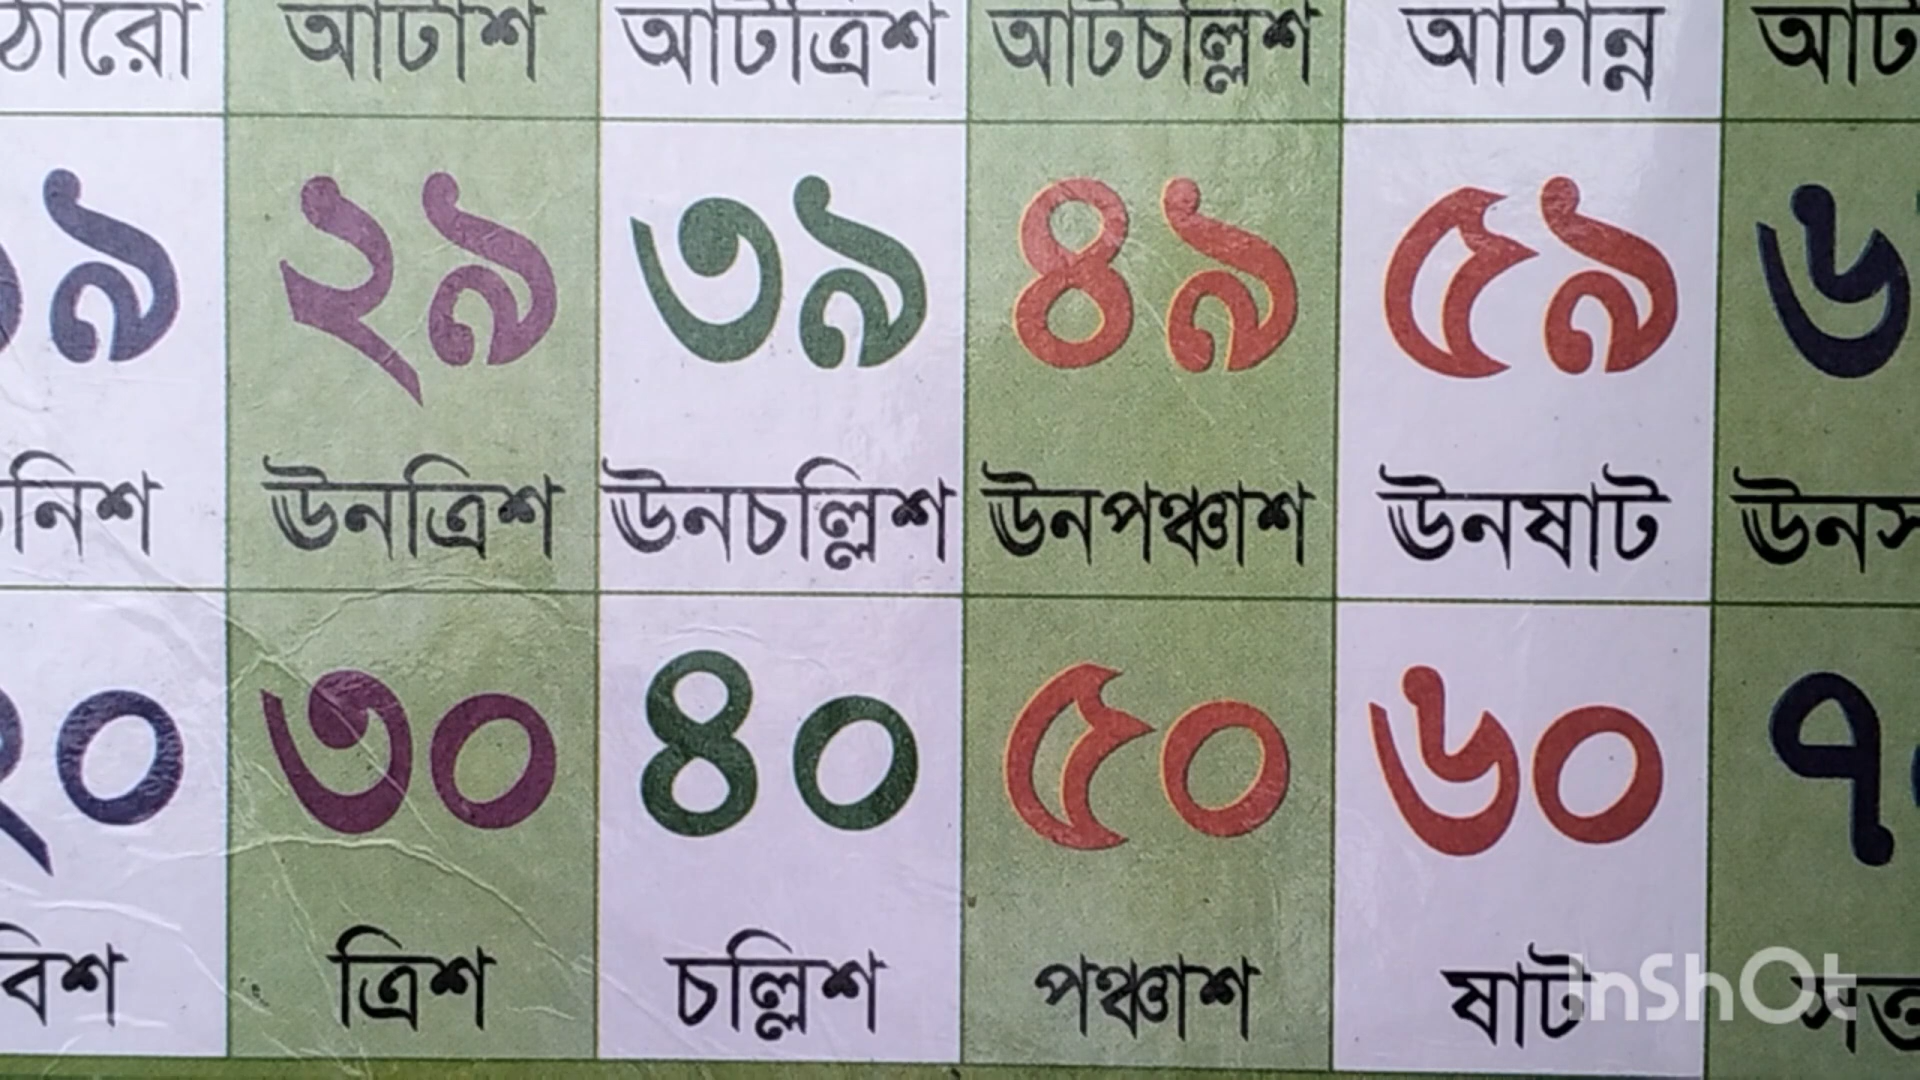 আটাশ আটত্রিশ আটচল্লিশ আটান্ন
২৯ ৩৯ ৪৯ ৫৯
ঊনত্রিশ ঊনচল্লিশ ঊনপঞ্চাশ ঊনষাট
২০ ৩০ ৪০ ৫০ ৬০
বিশ ত্রিশ চল্লিশ পঞ্চাশ ষাট
InShOt